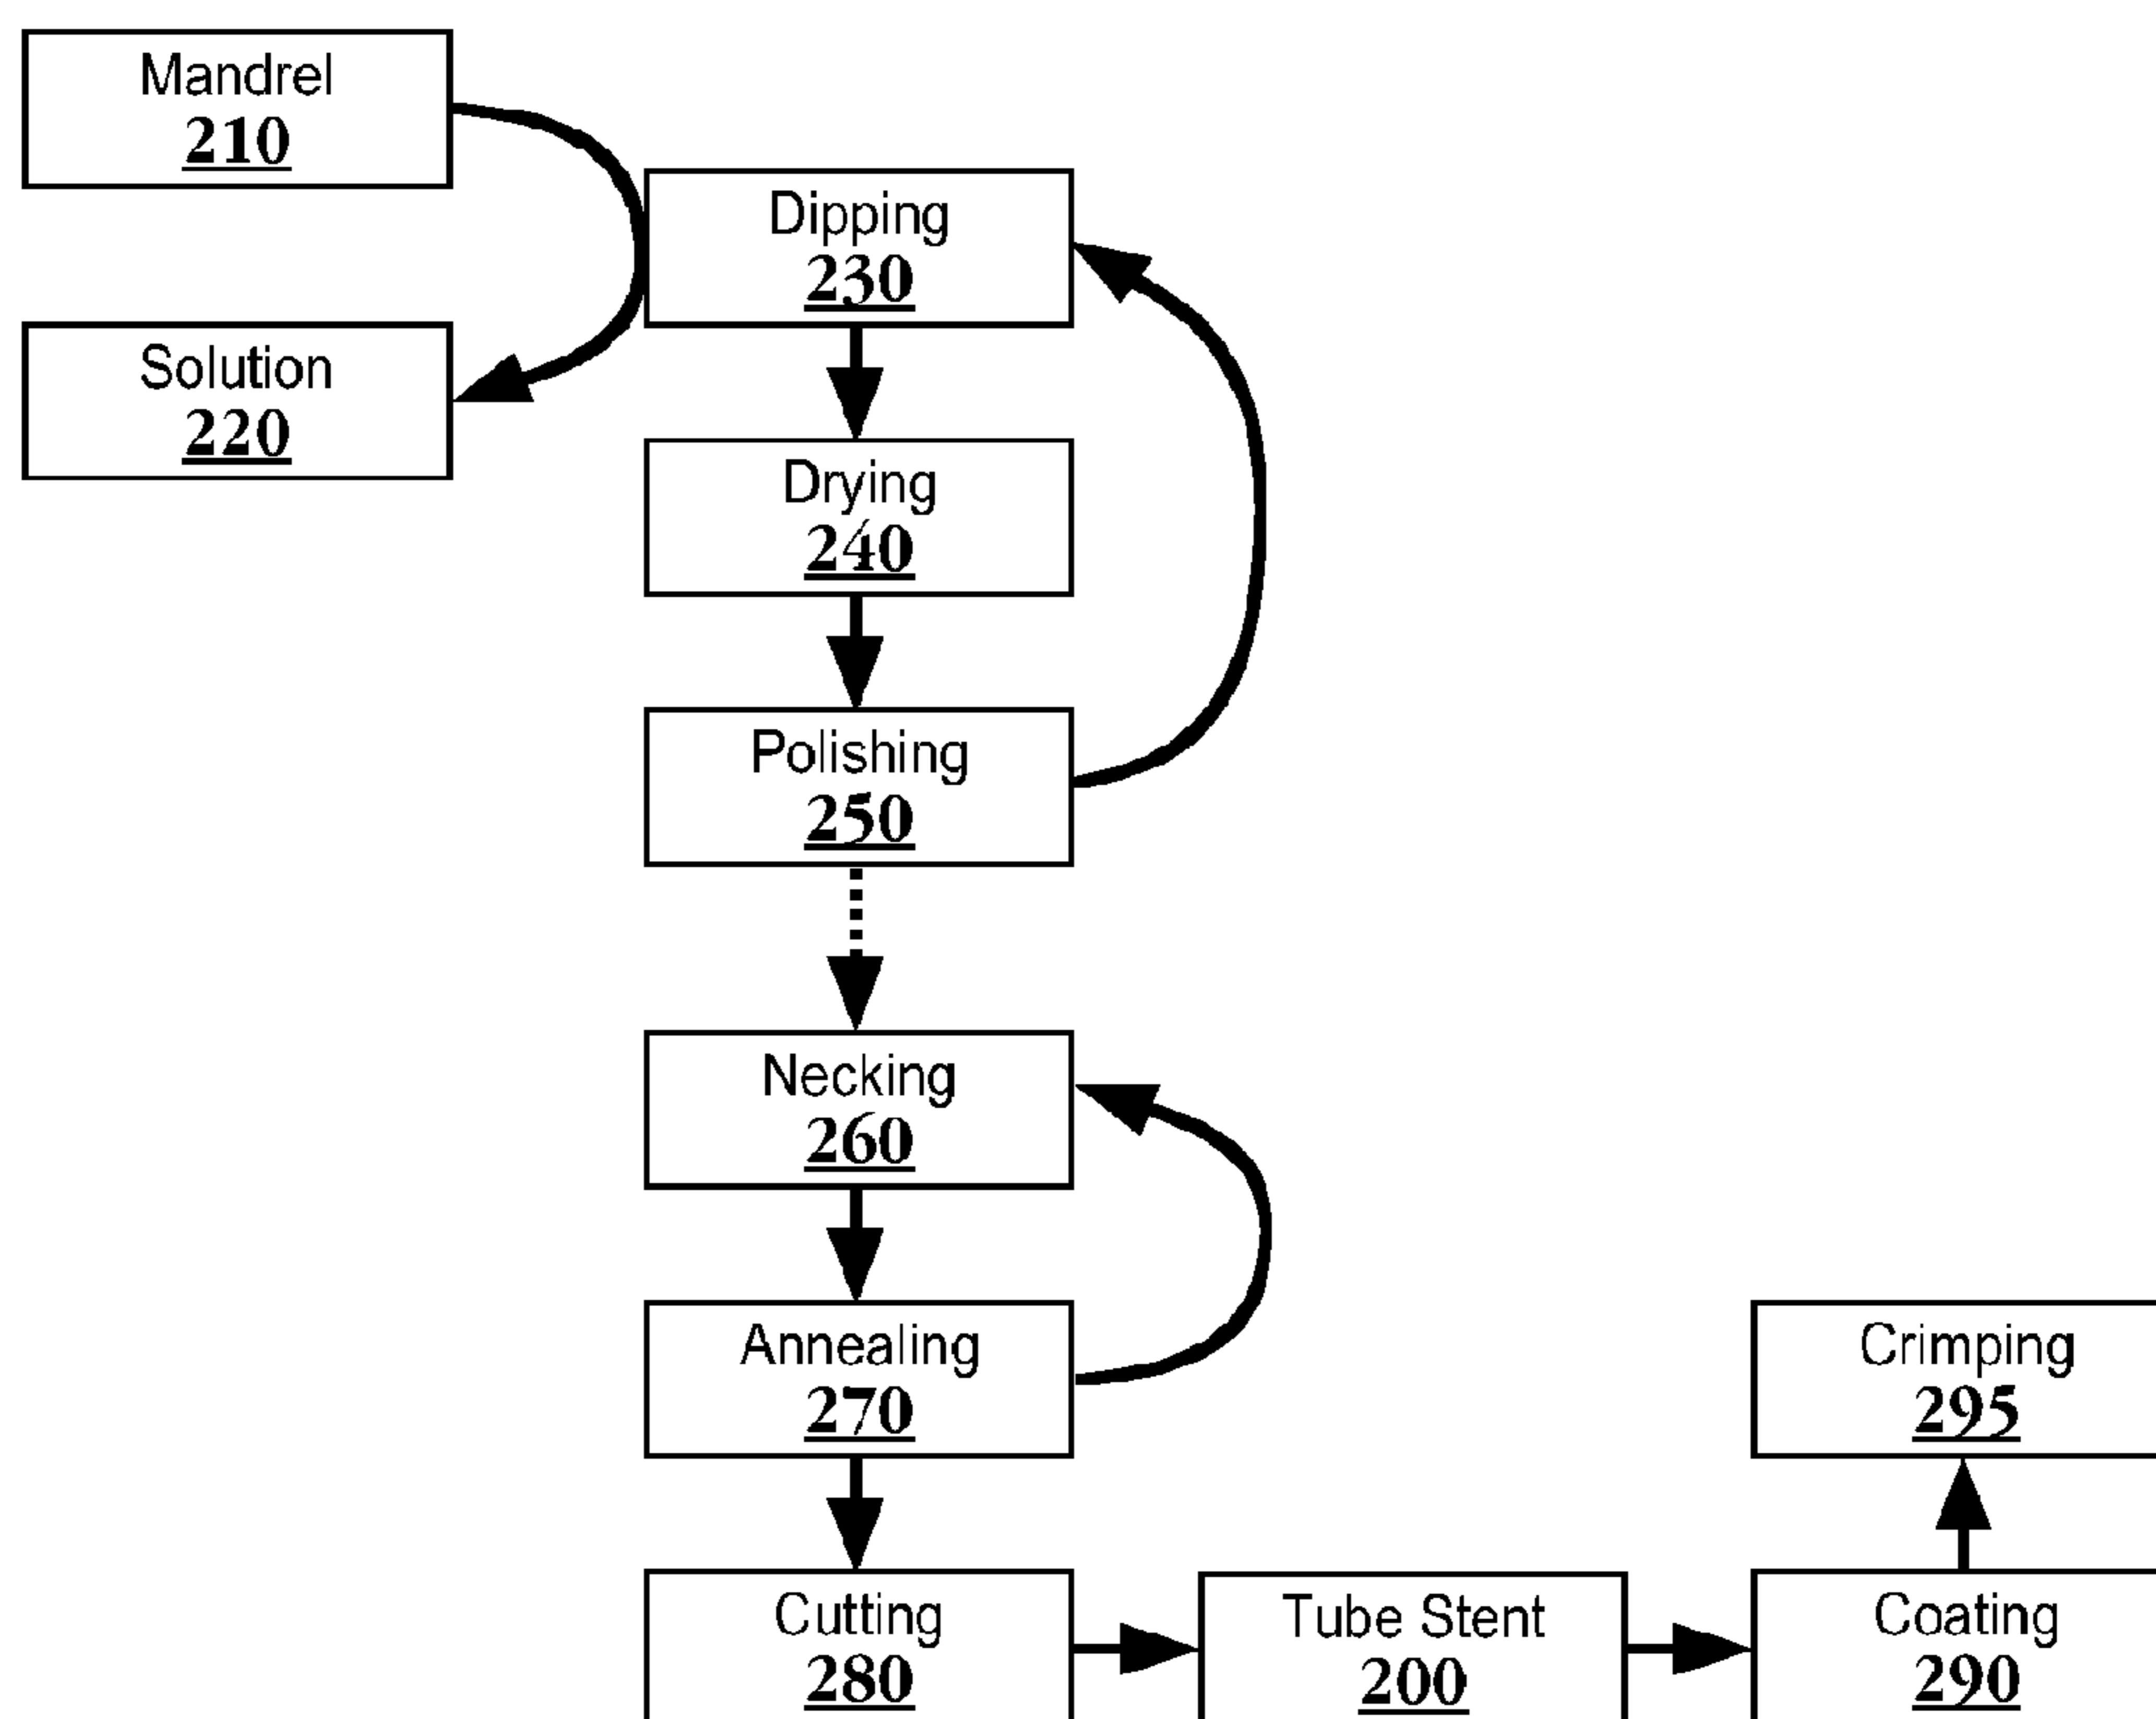 Mandrel
210
Dipping
230
Solution
220
Drying
240
Polishing
250
Necking
260
Annealing
270
Crimping
295
Cutting
280
Tube Stent
200
Coating
290